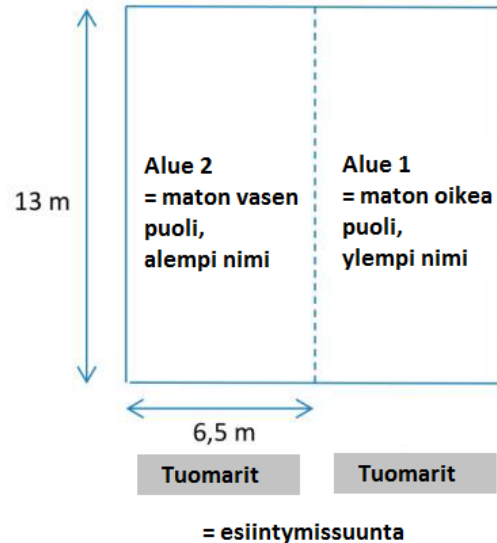 13 m
Alue 2
= maton vasen
puoli,
alempi nimi
Alue 1
= maton oikea
puoli,
ylempi nimi
6,5 m
Tuomarit
Tuomarit
= esiintymissuunta